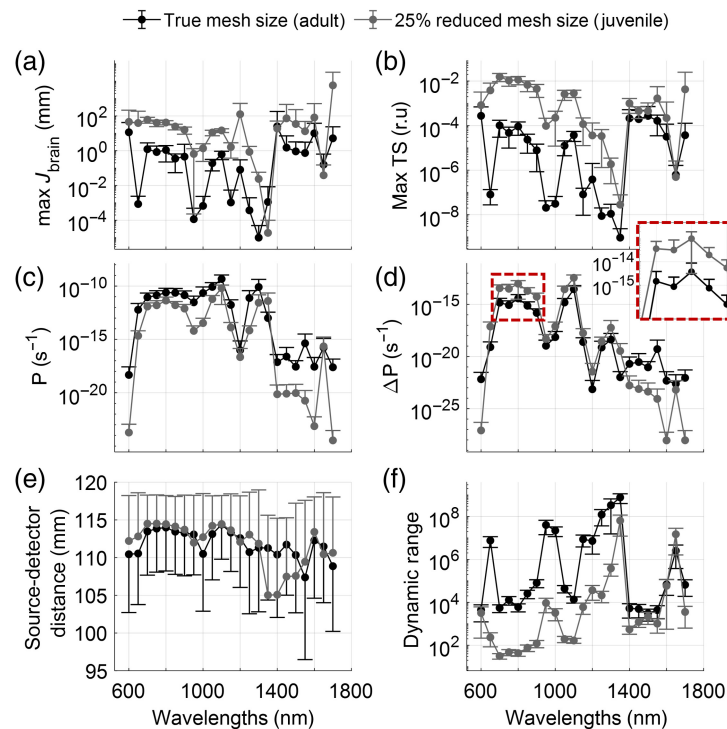 True mesh size (adult) 25% reduced mesh size (juvenile)
(a) (b)
max J_brain (mm)
10^2
10^0
10^-2
10^-4
Max TS (r.u)
10^-2
10^-4
10^-6
10^-8
(c) (d)
P (s^-1)
10^-10
10^-15
10^-20
ΔP (s^-1)
10^-15
10^-20
10^-25
10^-14
10^-15
(e) (f)
Source-detector
distance (mm)
120
115
110
105
100
95
600 1000 1400 1800
Wavelengths (nm)
Dynamic range
10^8
10^6
10^4
10^2
600 1000 1400 1800
Wavelengths (nm)